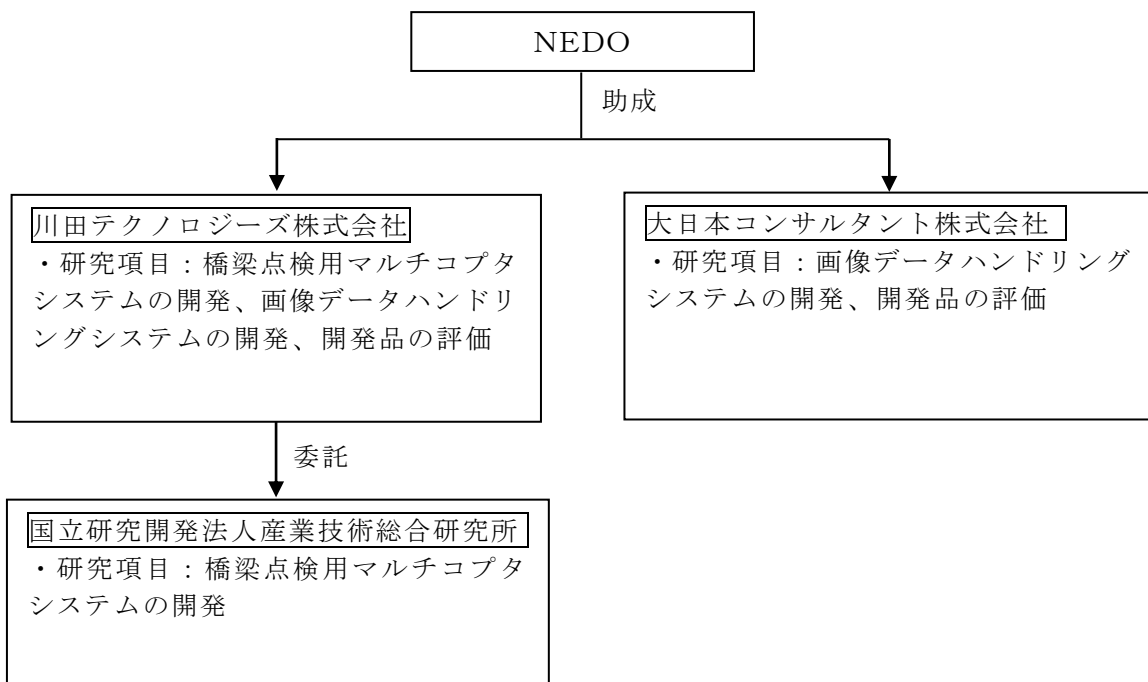 NEDO
助成
川田テクノロジーズ株式会社
・研究項目：橋梁点検用マルチコプタ
システムの開発、画像データハンドリ
ングシステムの開発、開発品の評価
大日本コンサルタント株式会社
・研究項目：画像データハンドリング
システムの開発、開発品の評価
委託
国立研究開発法人産業技術総合研究所
・研究項目：橋梁点検用マルチコプタ
システムの開発